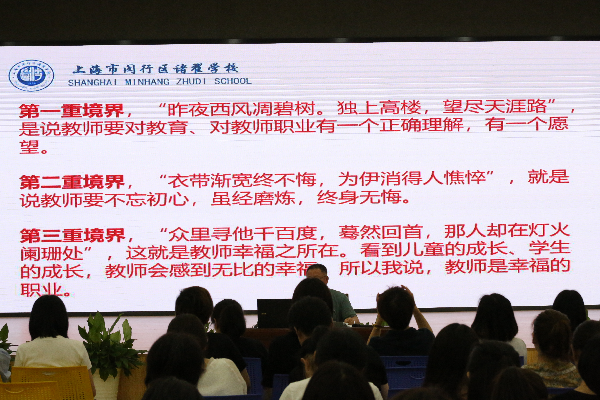 上海市闵行区诸翟学校
SHANGHAI MINHANG ZHUDI SCHOOL
第一重境界，“昨夜西风凋碧树。独上高楼，望尽天涯路”，
是说教师要对教育、对教师职业有一个正确理解，有一个愿
望。
第二重境界，“衣带渐宽终不悔，为伊消得人憔悴”，就是
说教师要不忘初心，虽经磨炼，终身无悔。
第三重境界，“众里寻他千百度，蓦然回首，那人却在灯火
阑珊处”，这就是教师幸福之所在。看到儿童的成长、学生
的成长，教师会感到无比的幸福。所以我说，教师是幸福的
职业。